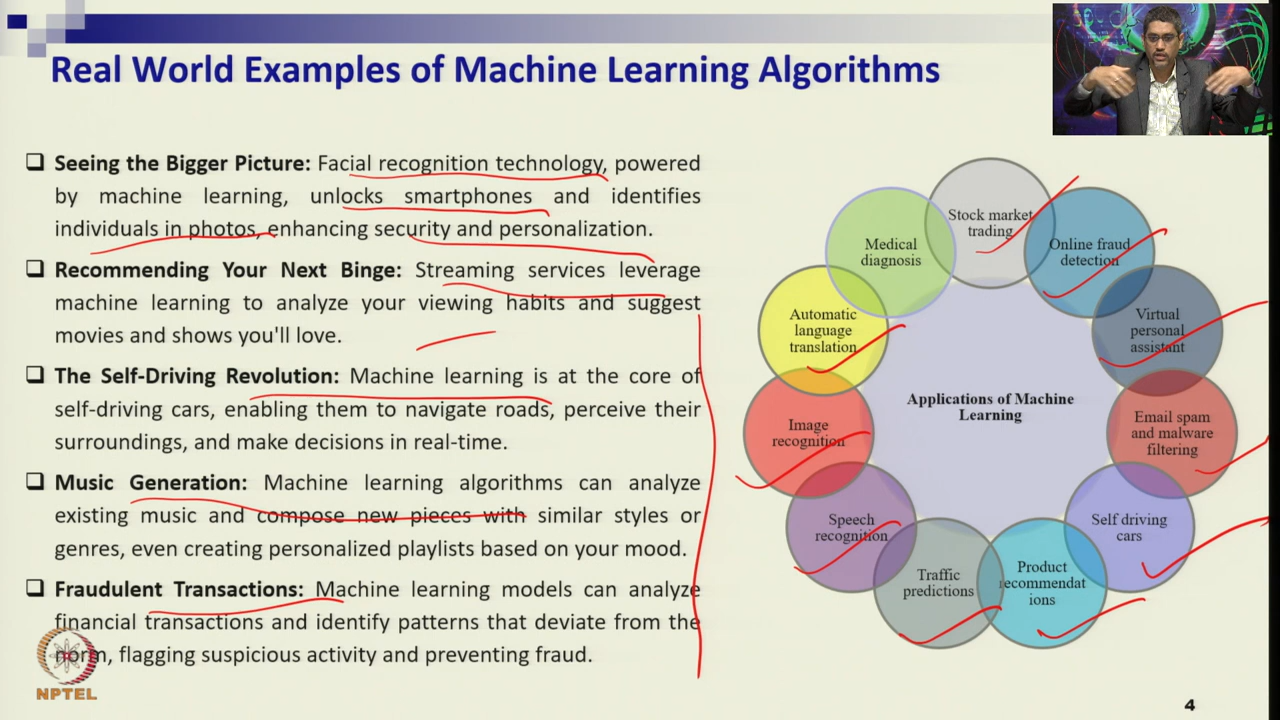 Real World Examples of Machine Learning Algorithms
❑ Seeing the Bigger Picture: Facial recognition technology, powered
by machine learning, unlocks smartphones and identifies
individuals in photos, enhancing security and personalization.
❑ Recommending Your Next Binge: Streaming services leverage
machine learning to analyze your viewing habits and suggest
movies and shows you'll love.
❑ The Self-Driving Revolution: Machine learning is at the core of
self-driving cars, enabling them to navigate roads, perceive their
surroundings, and make decisions in real-time.
❑ Music Generation: Machine learning algorithms can analyze
existing music and compose new pieces with similar styles or
genres, even creating personalized playlists based on your mood.
❑ Fraudulent Transactions: Machine learning models can analyze
financial transactions and identify patterns that deviate from the
norm, flagging suspicious activity and preventing fraud.
Stock market
trading
Online fraud
detection
Virtual
personal
assistant
Email spam
and malware
filtering
Self driving
cars
Product
recommendat
ions
Traffic
predictions
Speech
recognition
Image
recognition
Automatic
language
translation
Medical
diagnosis
Applications of Machine
Learning
NPTEL
4